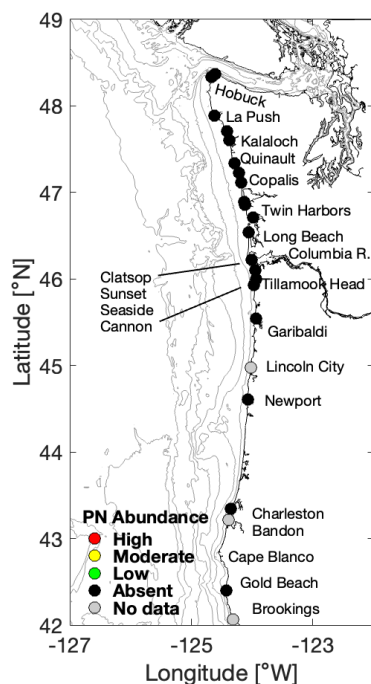 49
48
47
46
45
44
43
42
Latitude [°N]
Hobuck
La Push
Kalaloch
Quinault
Copalis
Twin Harbors
Long Beach
Columbia R.
Clatsop
Sunset
Seaside
Cannon
Tillamook Head
Garibaldi
Lincoln City
Newport
Charleston
Bandon
Cape Blanco
Gold Beach
Brookings
PN Abundance
High
Moderate
Low
Absent
No data
-127
-125
-123
Longitude [°W]